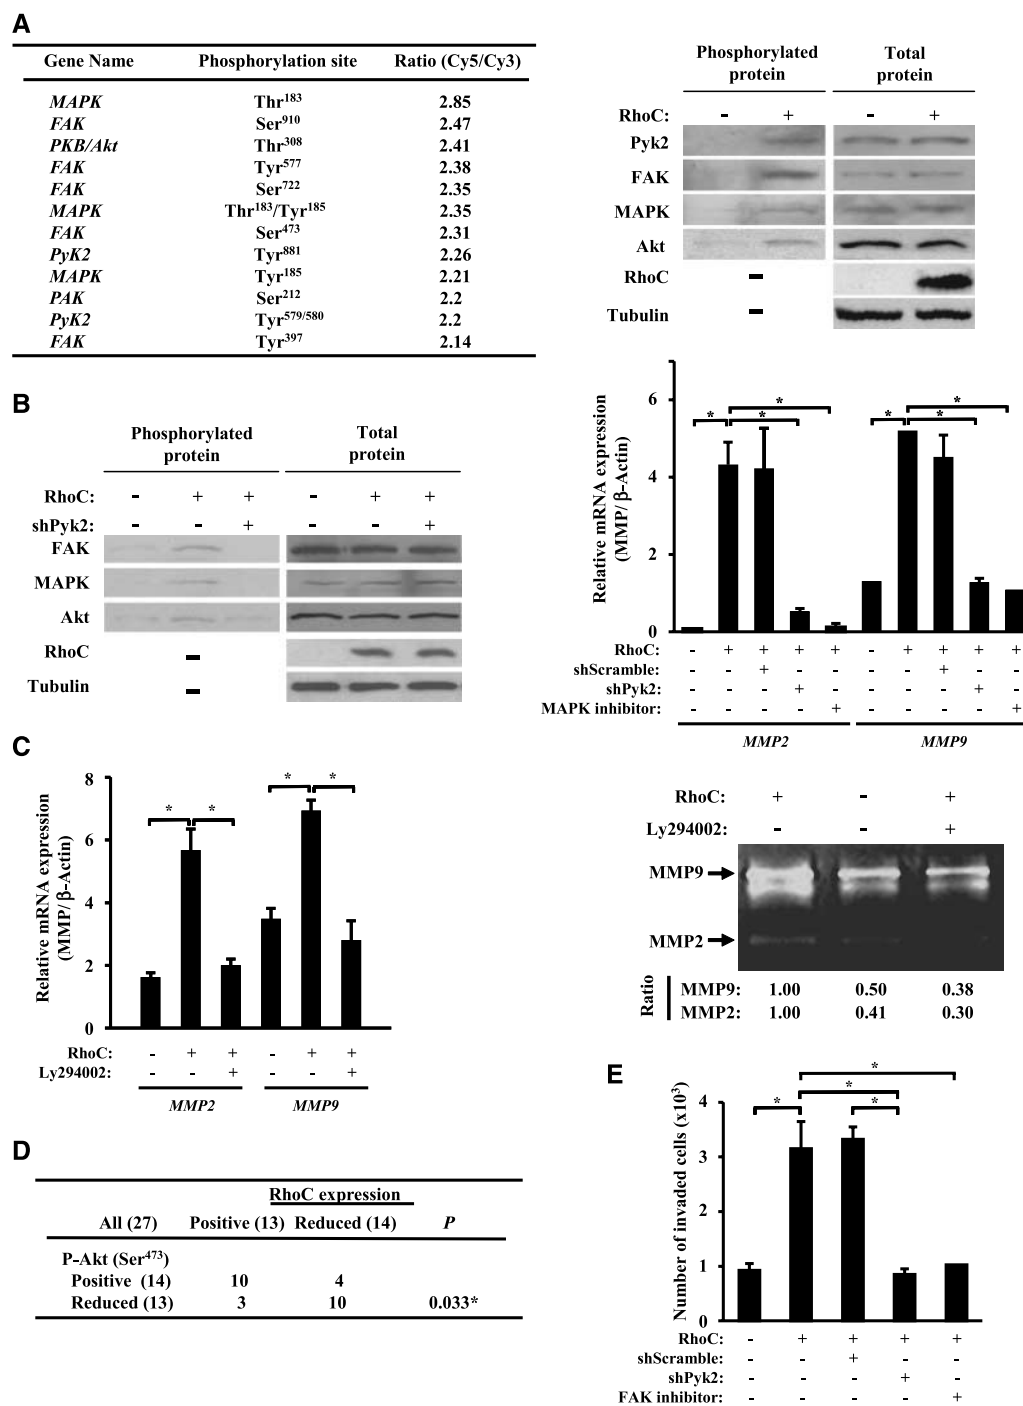 A
Gene Name Phosphorylation site Ratio (Cy5/Cy3)
MAPK Thr183 2.85
FAK Ser910 2.47
PKB/Akt Thr308 2.41
FAK Tyr577 2.38
FAK Ser722 2.35
MAPK Thr183/Tyr185 2.35
FAK Ser473 2.31
PyK2 Tyr881 2.26
MAPK Tyr185 2.21
PAK Ser212 2.2
PyK2 Tyr579/580 2.2
FAK Tyr397 2.14
Phosphorylated protein Total protein
RhoC: - + - +
Pyk2
FAK
MAPK
Akt
RhoC -
Tubulin -
B
Phosphorylated protein Total protein
RhoC: - + + - + +
shPyk2: - - + - - +
FAK
MAPK
Akt
RhoC -
Tubulin -
Relative mRNA expression
(MMP/ β-Actin)
6
4
2
0
* * * * * *
RhoC: - + + + + - + + + +
shScramble: - - + - - - - + - -
shPyk2: - - - + - - - - + -
MAPK inhibitor: - - - - + - - - - +
MMP2 MMP9
C
Relative mRNA expression
(MMP/ β-Actin)
8
6
4
2
0
* * * *
RhoC: - + + - + +
Ly294002: - - + - - +
MMP2 MMP9
RhoC: + - +
Ly294002: - - +
MMP9
MMP2
Ratio
MMP9: 1.00 0.50 0.38
MMP2: 1.00 0.41 0.30
D
RhoC expression
All (27) Positive (13) Reduced (14) P
P-Akt (Ser473)
Positive (14) 10 4
Reduced (13) 3 10 0.033*
E
Number of invaded cells (x103)
4
3
2
1
0
* * * *
RhoC: - + + + +
shScramble: - - + - -
shPyk2: - - - + -
FAK inhibitor: - - - - +